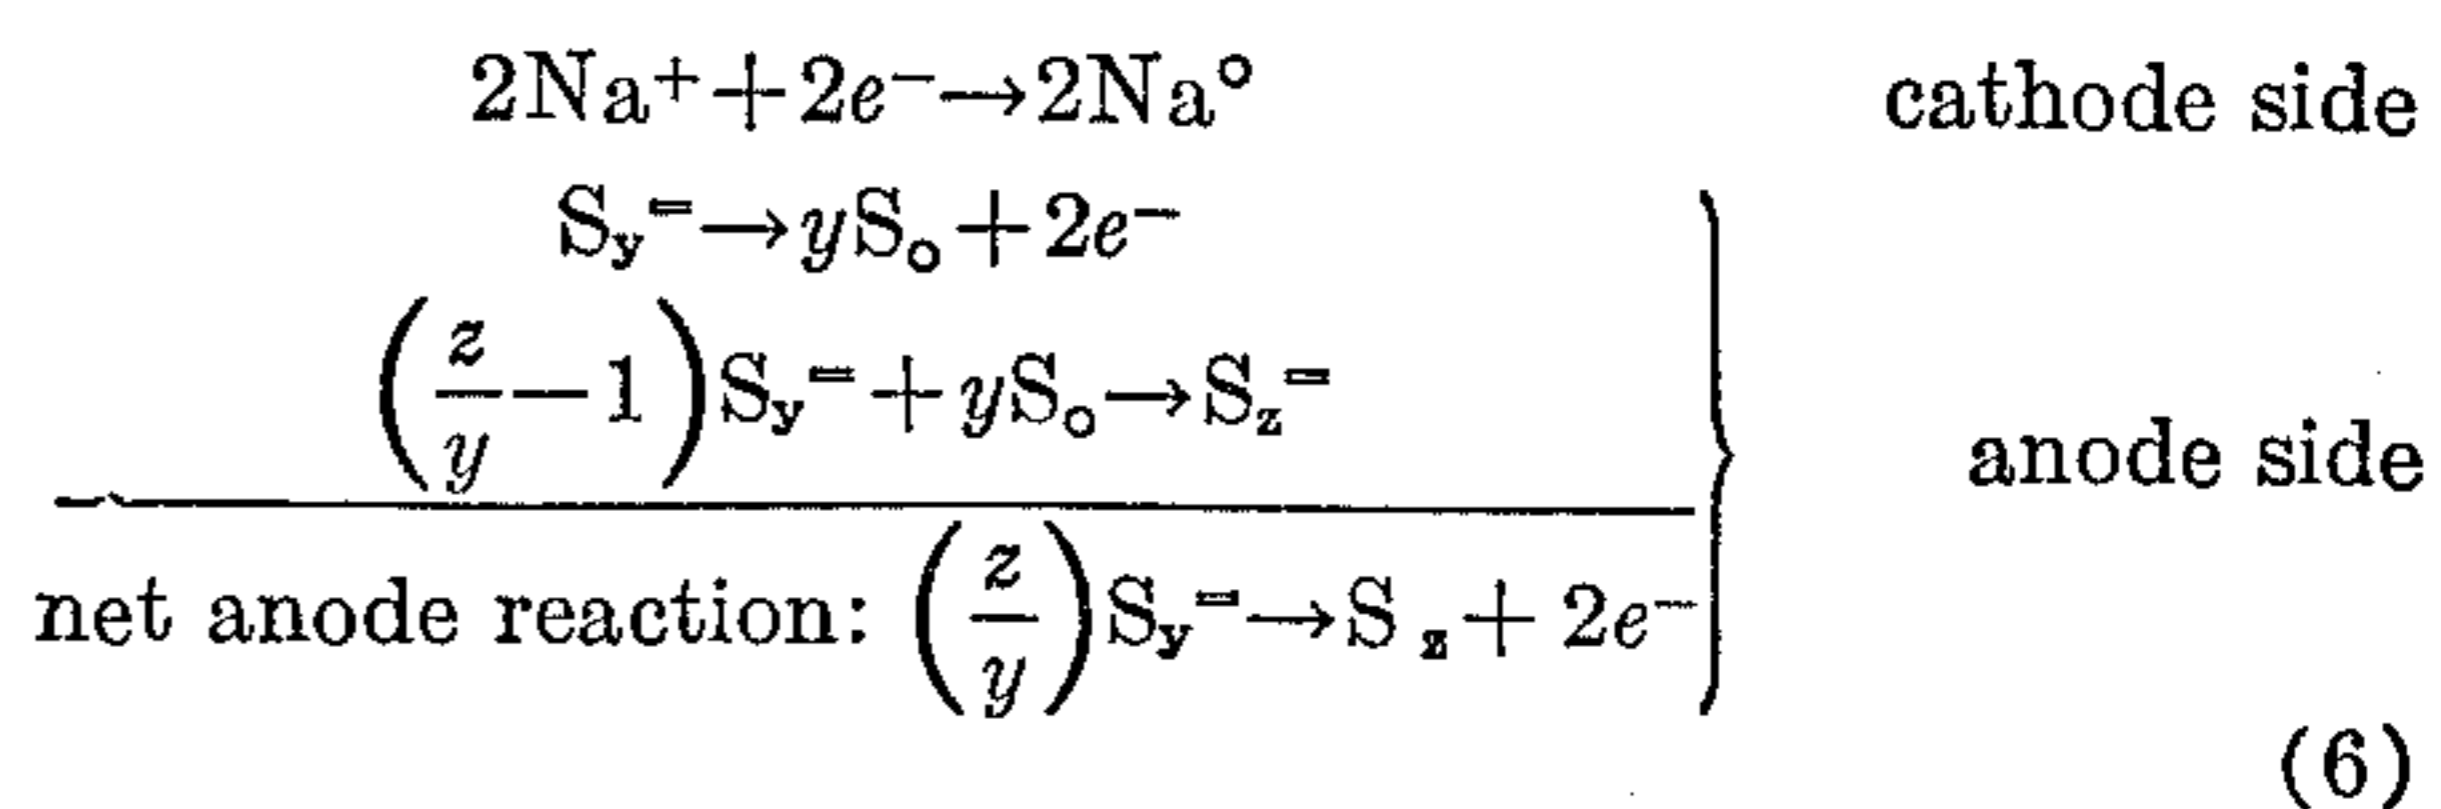 2Na⁺+2e⁻→2Na° cathode side
S_y⁼→yS_o+2e⁻
(z/y−1)S_y⁼+yS_o→S_z⁼
anode side
net anode reaction: (z/y)S_y⁼→S_z+2e⁻
(6)